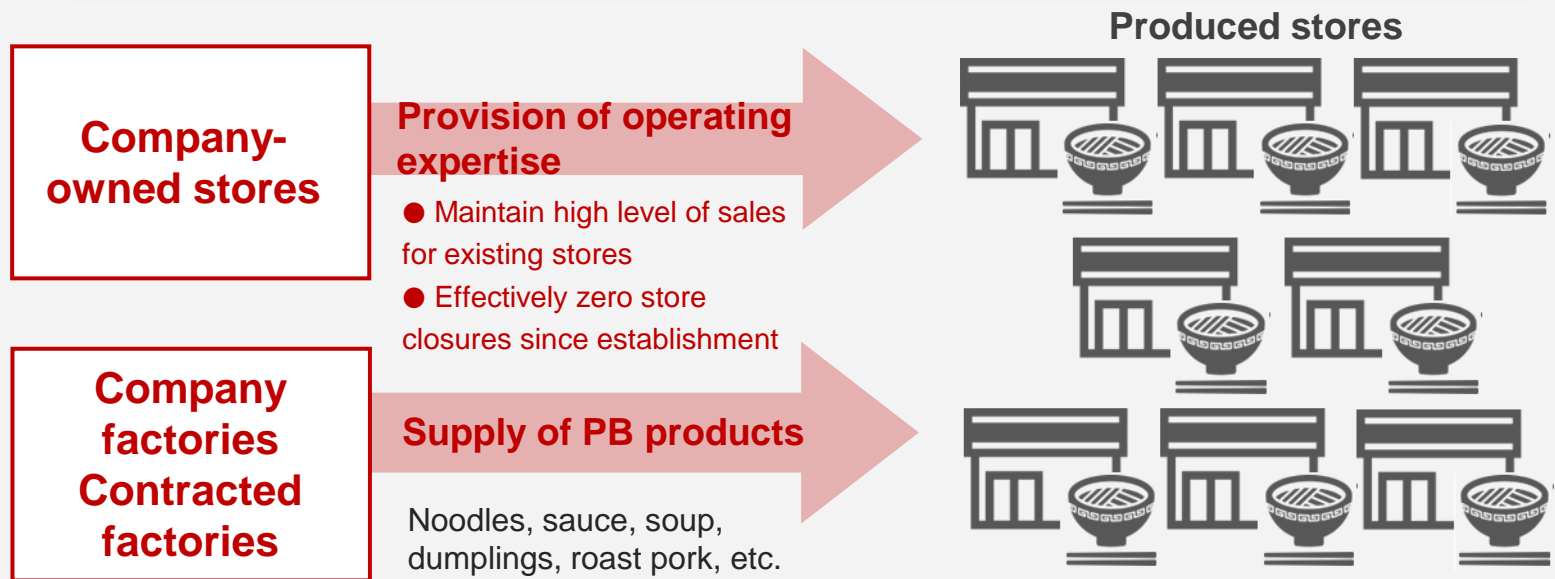 Produced stores
Company-
owned stores
Provision of operating
expertise
● Maintain high level of sales
for existing stores
● Effectively zero store
closures since establishment
Company
factories
Contracted
factories
Supply of PB products
Noodles, sauce, soup,
dumplings, roast pork, etc.